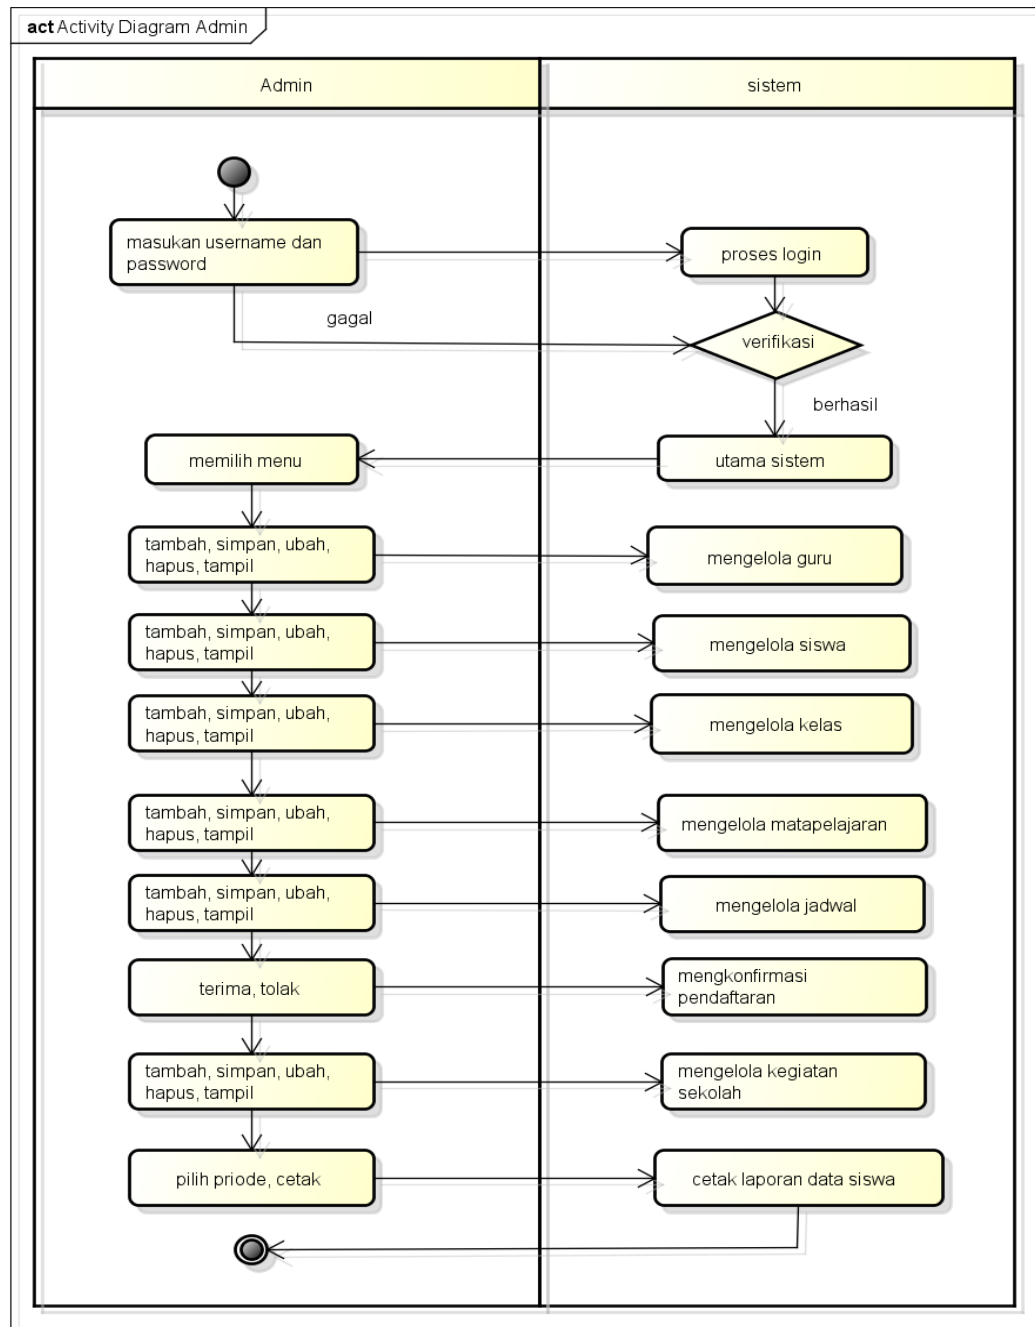 act Activity Diagram Admin
Admin
sistem
masukan username dan
password
proses login
gagal
verifikasi
berhasil
memilih menu
utama sistem
tambah, simpan, ubah,
hapus, tampil
mengelola guru
tambah, simpan, ubah,
hapus, tampil
mengelola siswa
tambah, simpan, ubah,
hapus, tampil
mengelola kelas
tambah, simpan, ubah,
hapus, tampil
mengelola matapelajaran
tambah, simpan, ubah,
hapus, tampil
mengelola jadwal
terima, tolak
mengkonfirmasi
pendaftaran
tambah, simpan, ubah,
hapus, tampil
mengelola kegiatan
sekolah
pilih priode, cetak
cetak laporan data siswa